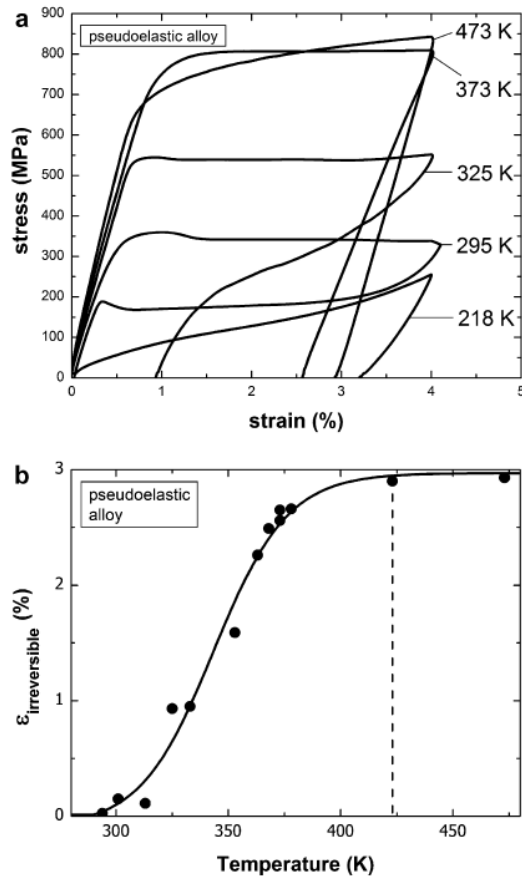 a
pseudoelastic alloy
900
800
700
600
500
400
300
200
100
0
stress (MPa)
473 K
373 K
325 K
295 K
218 K
0 1 2 3 4 5
strain (%)
b
pseudoelastic
alloy
3
2
1
0
εirreversible (%)
300 350 400 450
Temperature (K)